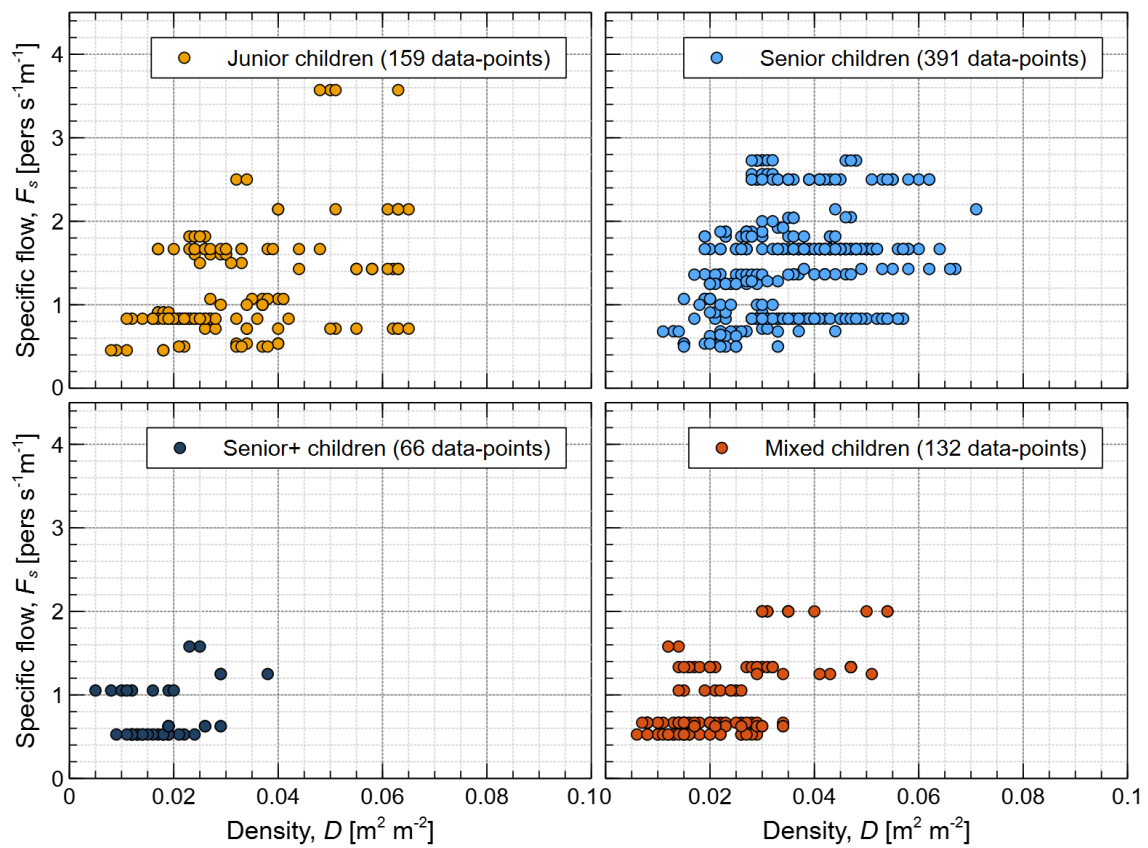 Junior children (159 data-points)
Senior children (391 data-points)
4
3
2
1
0
Specific flow, Fs [pers s-1m-1]
Senior+ children (66 data-points)
Mixed children (132 data-points)
4
3
2
1
0
Specific flow, Fs [pers s-1m-1]
0 0.02 0.04 0.06 0.08 0.10 0.02 0.04 0.06 0.08 0.1
Density, D [m² m-2]
Density, D [m² m-2]